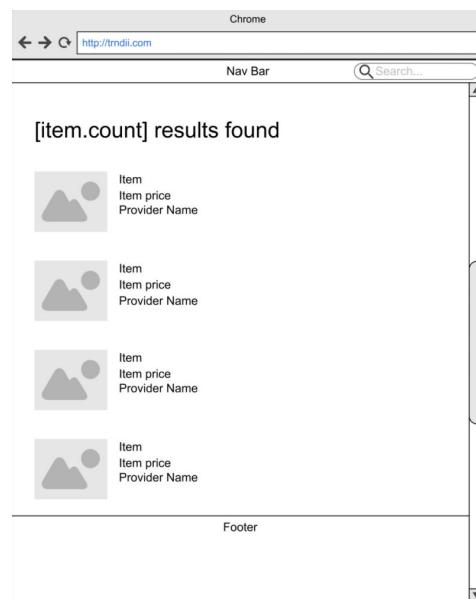 Chrome
http://trndii.com
Nav Bar
Search...
[item.count] results found
Item
Item price
Provider Name
Item
Item price
Provider Name
Item
Item price
Provider Name
Item
Item price
Provider Name
Footer